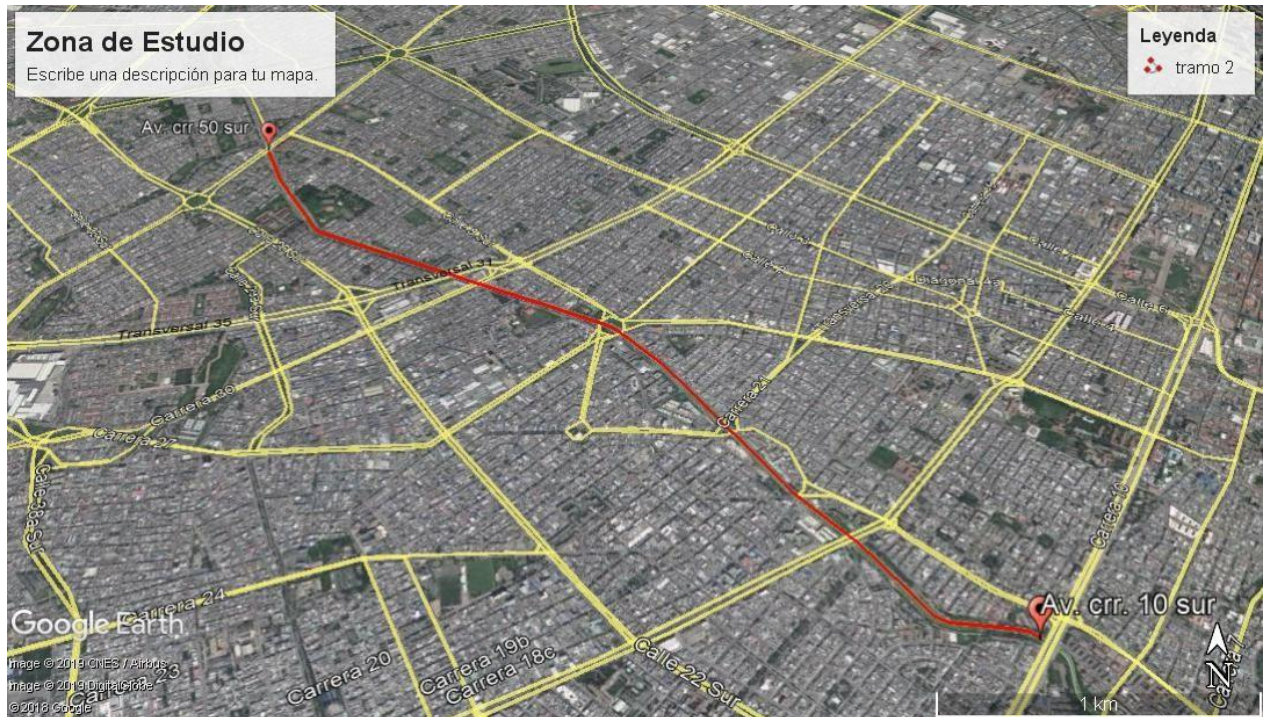 Zona de Estudio
Escribe una descripción para tu mapa.
Leyenda
tramo 2
Av. crr 50 sur
Transversal 31
Transversal 35
Calle 3
Calle 6
Calle 4
Carrera 30
Carrera 27
Carrera 21
Carrera 10
Carrera 24
Av. crr. 10 sur
Google Earth
Image © 2019 CNES / Airbus
Image © 2019 DigitalGlobe
© 2018 Google
Carrera 23
Carrera 20
Carrera 19b
Carrera 18c
Calle 22 Sur
N
1 km